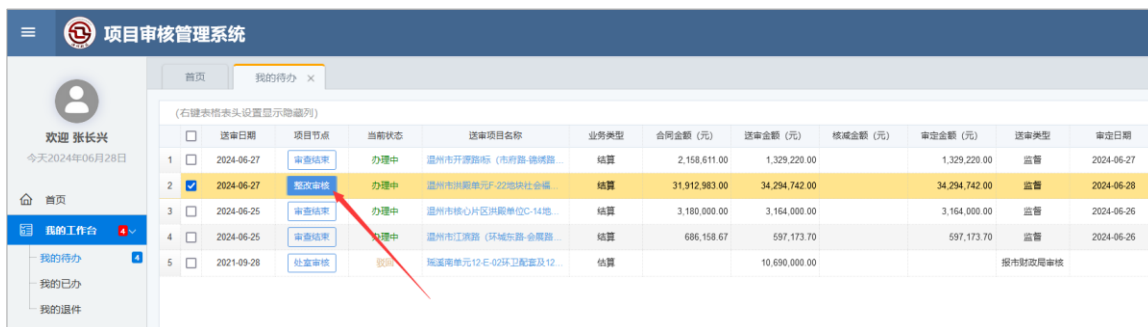 项目审核管理系统
首页 我的待办 ×
(右键表格表头设置显示隐藏列)
欢迎 张长兴
今天2024年06月28日
首页
我的工作台 4
我的待办 4
我的已办
我的退件
送审日期 项目节点 当前状态 送审项目名称 业务类型 合同金额（元） 送审金额（元） 核减金额（元） 审定金额（元） 送审类型 审定日期
1 2024-06-27 审查结束 办理中 温州市开源路标（市府路-锦绣路... 结算 2,158,611.00 1,329,220.00 1,329,220.00 监督 2024-06-27
2 2024-06-27 整改审核 办理中 温州市洪殿单元F-22地块社会福... 结算 31,912,983.00 34,294,742.00 34,294,742.00 监督 2024-06-28
3 2024-06-25 审查结束 办理中 温州市核心片区洪殿单位C-14地... 结算 3,180,000.00 3,164,000.00 3,164,000.00 监督 2024-06-26
4 2024-06-25 审查结束 办理中 温州市江滨路（环城东路-会展路... 结算 686,158.67 597,173.70 597,173.70 监督 2024-06-26
5 2021-09-28 处室审核 驳回 瑶溪南单元12-E-02环卫配套及12... 估算 10,690,000.00 报市财政局审核